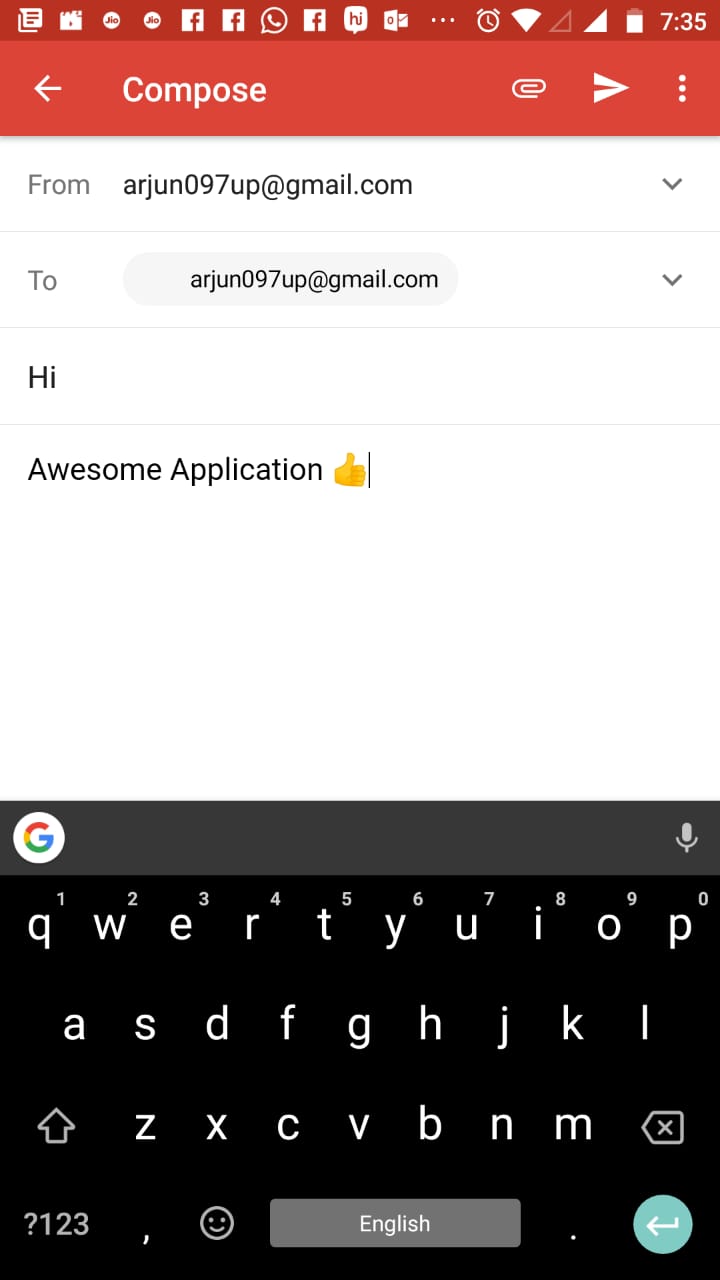 Jio Jio hi 7:35
Compose
From arjun097up@gmail.com
To arjun097up@gmail.com
Hi
Awesome Application 👍
G
1 2 3 4 5 6 7 8 9 0
q w e r t y u i o p
a s d f g h j k l
z x c v b n m
?123 , English .